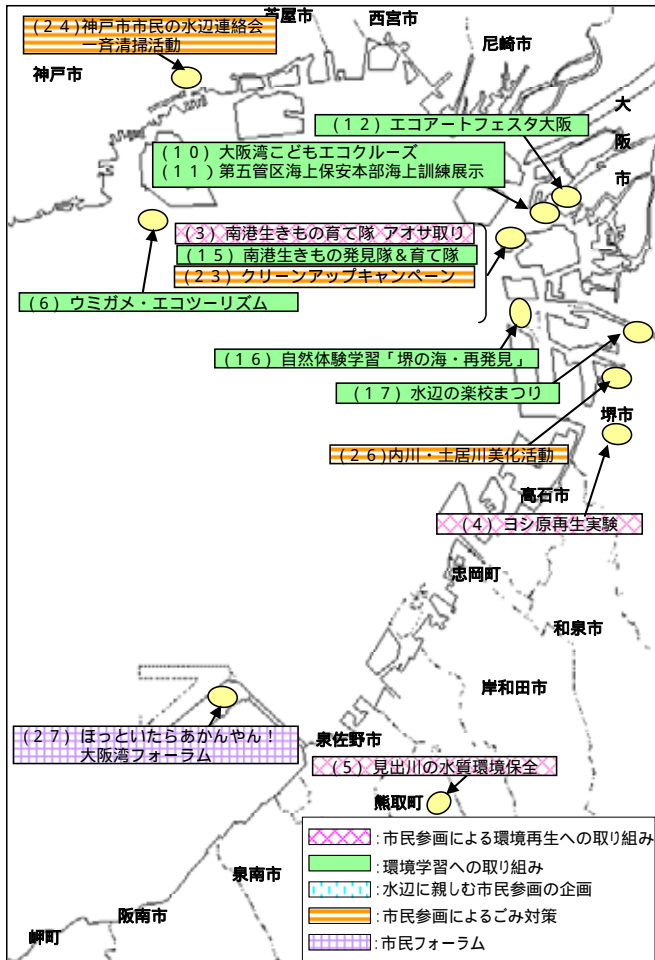 芦屋市
西宮市
尼崎市
(24)神戸市市民の水辺連絡会
一斉清掃活動
神戸市
大阪市
(12) エコアートフェスタ大阪
(10) 大阪湾こどもエコクルーズ
(11) 第五管区海上保安本部海上訓練展示
(3) 南港生きもの育て隊 アオサ取り
(15) 南港生きもの発見隊&育て隊
(23) クリーンアップキャンペーン
(6) ウミガメ・エコツーリズム
(16) 自然体験学習「堺の海・再発見」
(17) 水辺の楽校まつり
堺市
(26)内川・土居川美化活動
高石市
(4) ヨシ原再生実験
忠岡町
和泉市
岸和田市
(27) ほっといたらあかんやん!
大阪湾フォーラム
泉佐野市
(5) 見出川の水質環境保全
熊取町
:市民参画による環境再生への取り組み
:環境学習への取り組み
:水辺に親しむ市民参画の企画
:市民参画によるごみ対策
:市民フォーラム
泉南市
阪南市
岬町